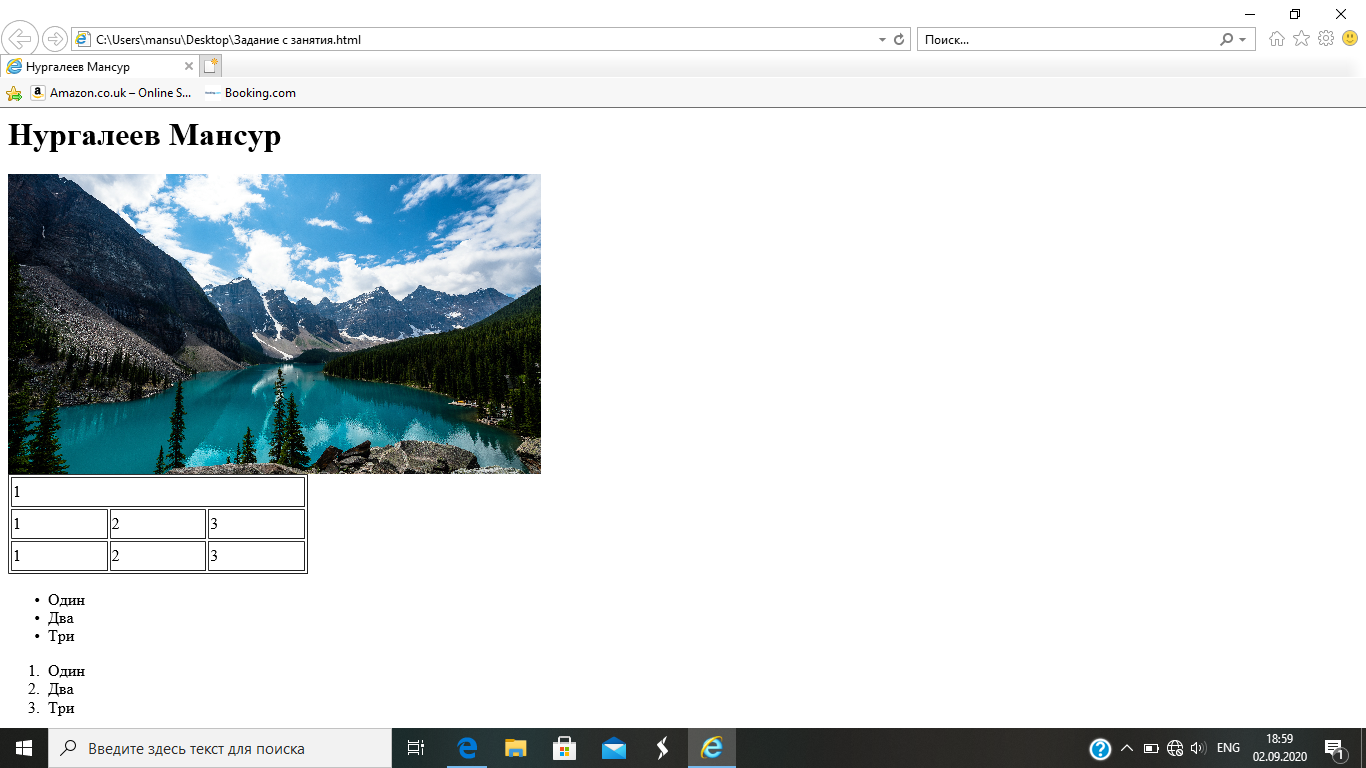 C:\Users\mansu\Desktop\Задание с занятия.html
Поиск...
Нургалеев Мансур
Amazon.co.uk – Online S...
Booking.com
Нургалеев Мансур
1
1 2 3
1 2 3
• Один
• Два
• Три
1. Один
2. Два
3. Три
Введите здесь текст для поиска
ENG
18:59
02.09.2020
1